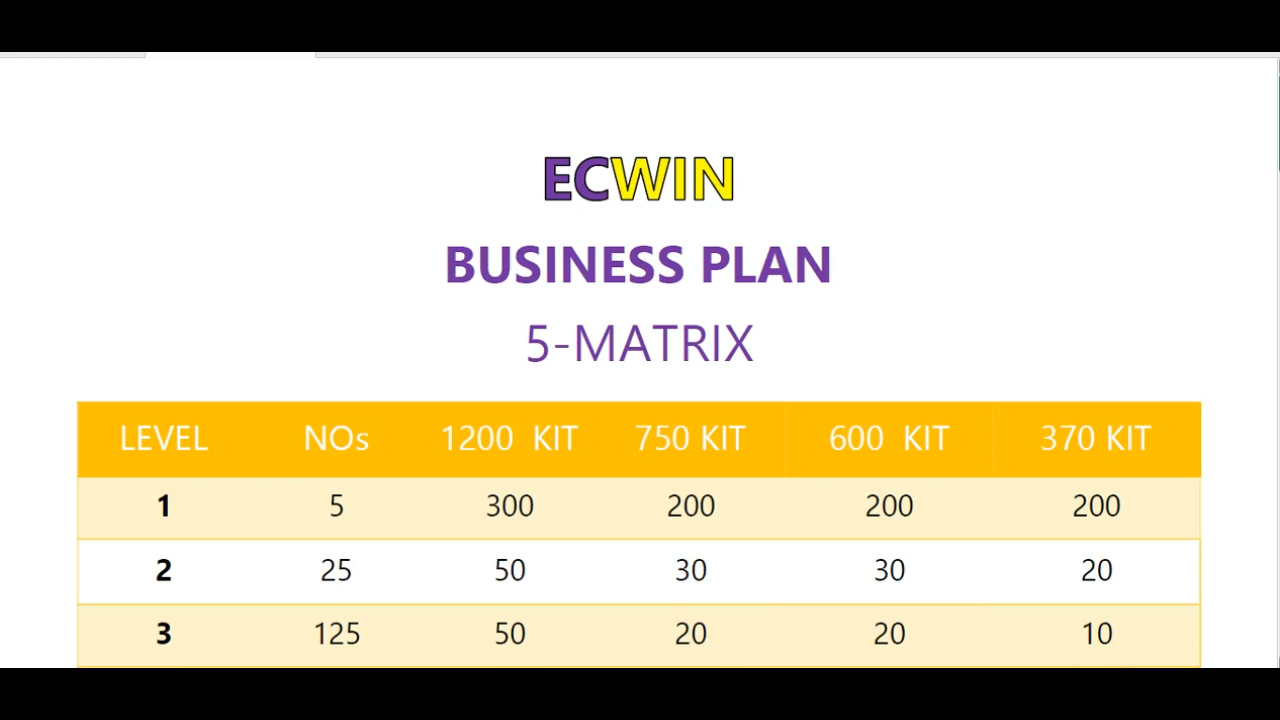 ECWIN
BUSINESS PLAN
5-MATRIX
LEVEL NOs 1200 KIT 750 KIT 600 KIT 370 KIT
1 5 300 200 200 200
2 25 50 30 30 20
3 125 50 20 20 10